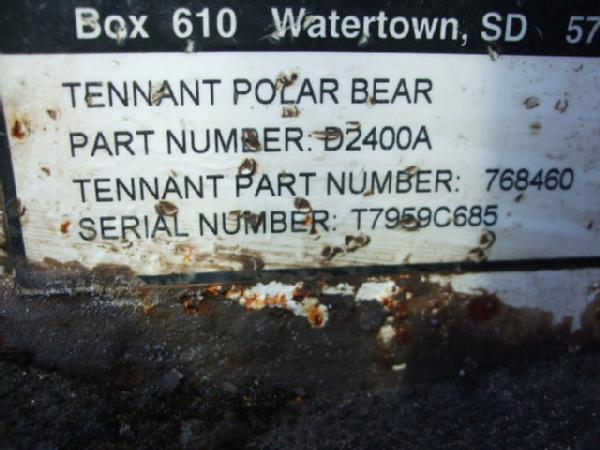 Box 610 Watertown, SD 57
TENNANT POLAR BEAR
PART NUMBER: D2400A
TENNANT PART NUMBER: 768460
SERIAL NUMBER: T7959C685